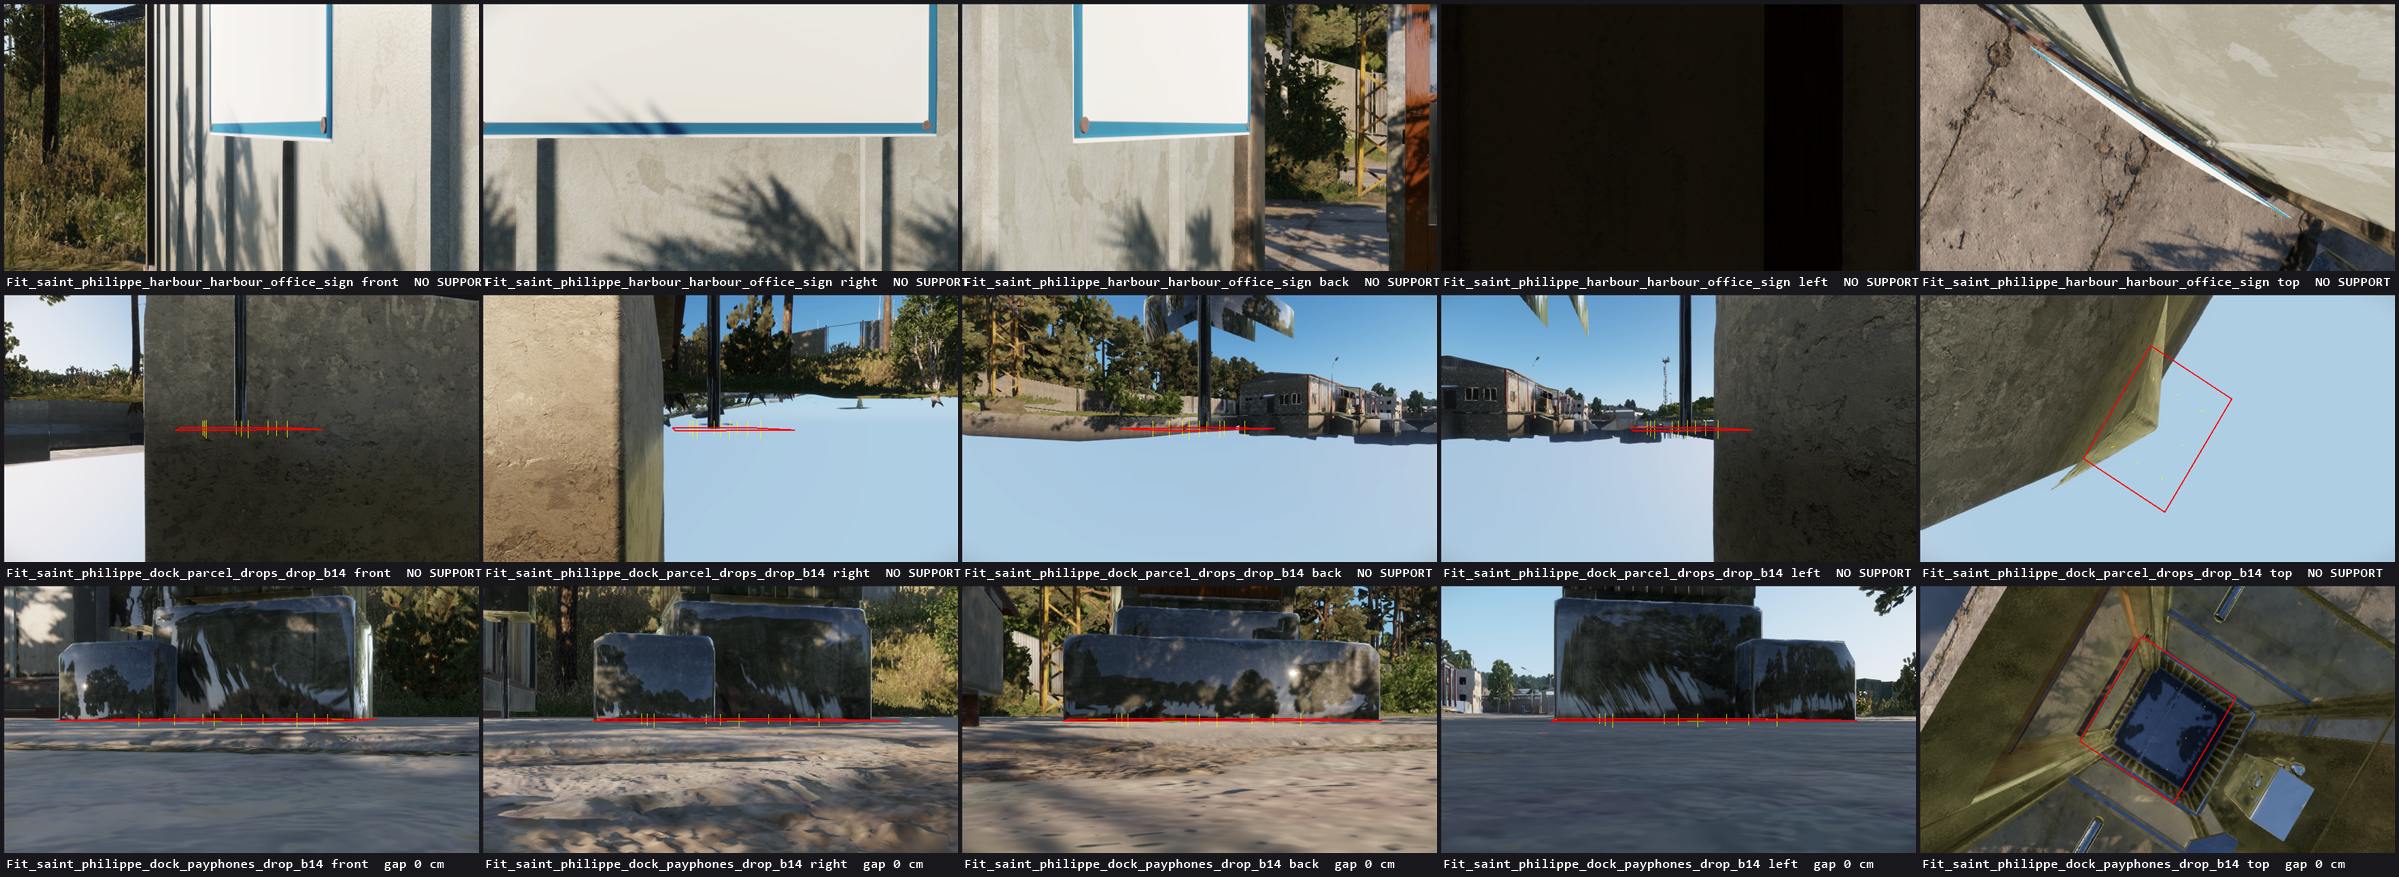 Fit_saint_philippe_harbour_harbour_office_sign front  NO SUPPORT
Fit_saint_philippe_harbour_harbour_office_sign right  NO SUPPORT
Fit_saint_philippe_harbour_harbour_office_sign back  NO SUPPORT
Fit_saint_philippe_harbour_harbour_office_sign left  NO SUPPORT
Fit_saint_philippe_harbour_harbour_office_sign top  NO SUPPORT
Fit_saint_philippe_dock_parcel_drops_drop_b14 front  NO SUPPORT
Fit_saint_philippe_dock_parcel_drops_drop_b14 right  NO SUPPORT
Fit_saint_philippe_dock_parcel_drops_drop_b14 back  NO SUPPORT
Fit_saint_philippe_dock_parcel_drops_drop_b14 left  NO SUPPORT
Fit_saint_philippe_dock_parcel_drops_drop_b14 top  NO SUPPORT
Fit_saint_philippe_dock_payphones_drop_b14 front  gap 0 cm
Fit_saint_philippe_dock_payphones_drop_b14 right  gap 0 cm
Fit_saint_philippe_dock_payphones_drop_b14 back  gap 0 cm
Fit_saint_philippe_dock_payphones_drop_b14 left  gap 0 cm
Fit_saint_philippe_dock_payphones_drop_b14 top  gap 0 cm